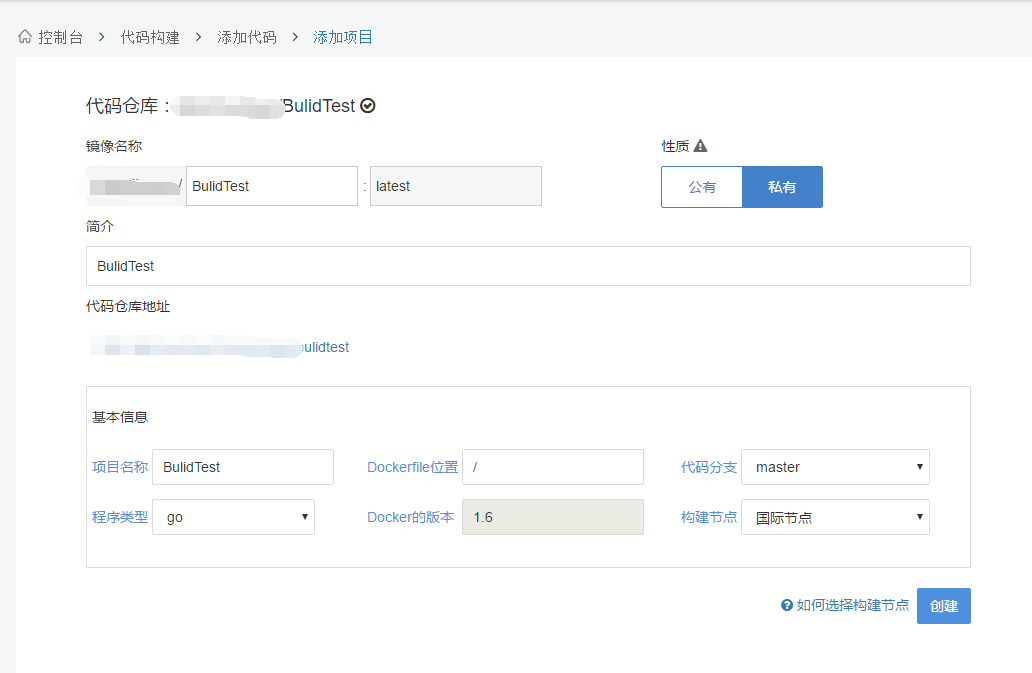 控制台 > 代码构建 > 添加代码 > 添加项目
代码仓库 : /BulidTest
镜像名称
性质
/ BulidTest : latest
公有 私有
简介
BulidTest
代码仓库地址
bulidtest
基本信息
项目名称 BulidTest Dockerfile位置 / 代码分支 master
程序类型 go Docker的版本 1.6 构建节点 国际节点
如何选择构建节点 创建